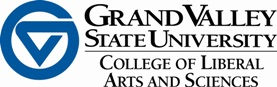 GRAND VALLEY
STATE UNIVERSITY
COLLEGE OF LIBERAL
ARTS AND SCIENCES